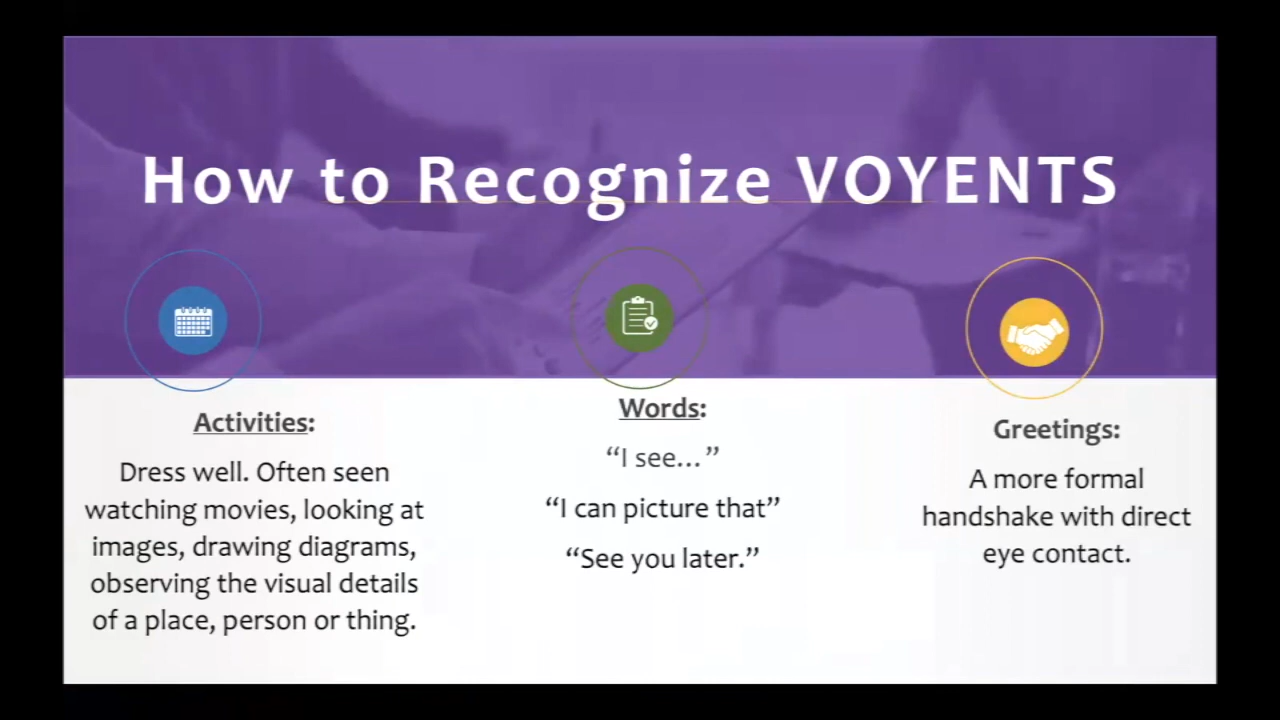 How to Recognize VOYENTS
Activities:
Dress well. Often seen
watching movies, looking at
images, drawing diagrams,
observing the visual details
of a place, person or thing.
Words:
“I see…”
“I can picture that”
“See you later.”
Greetings:
A more formal
handshake with direct
eye contact.